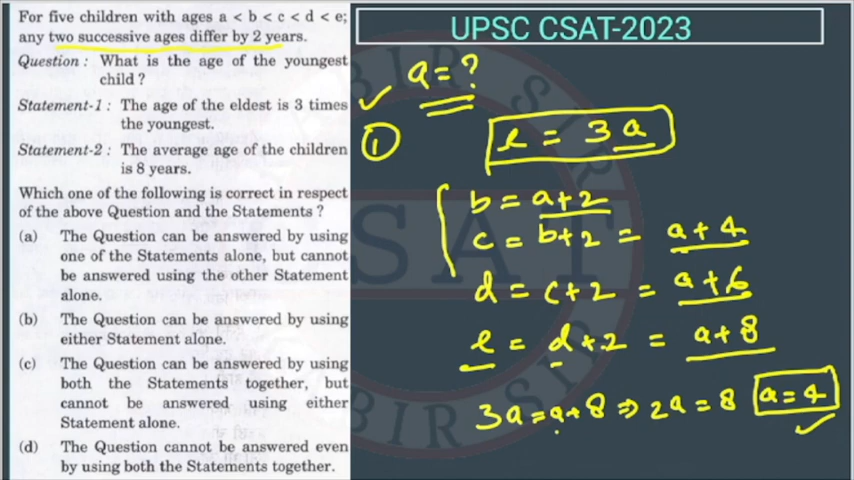 For five children with ages a < b < c < d < e;
any two successive ages differ by 2 years.
Question : What is the age of the youngest
child ?
Statement-1 : The age of the eldest is 3 times
the youngest.
Statement-2 : The average age of the children
is 8 years.
Which one of the following is correct in respect
of the above Question and the Statements ?
(a) The Question can be answered by using
one of the Statements alone, but cannot
be answered using the other Statement
alone.
(b) The Question can be answered by using
either Statement alone.
(c) The Question can be answered by using
both the Statements together, but
cannot be answered using either
Statement alone.
(d) The Question cannot be answered even
by using both the Statements together.
UPSC CSAT-2023
a = ?
① e = 3a
b = a+2
c = b+2 = a+4
d = c+2 = a+6
e = d+2 = a+8
3a = a+8 ⇒ 2a = 8 a = 4